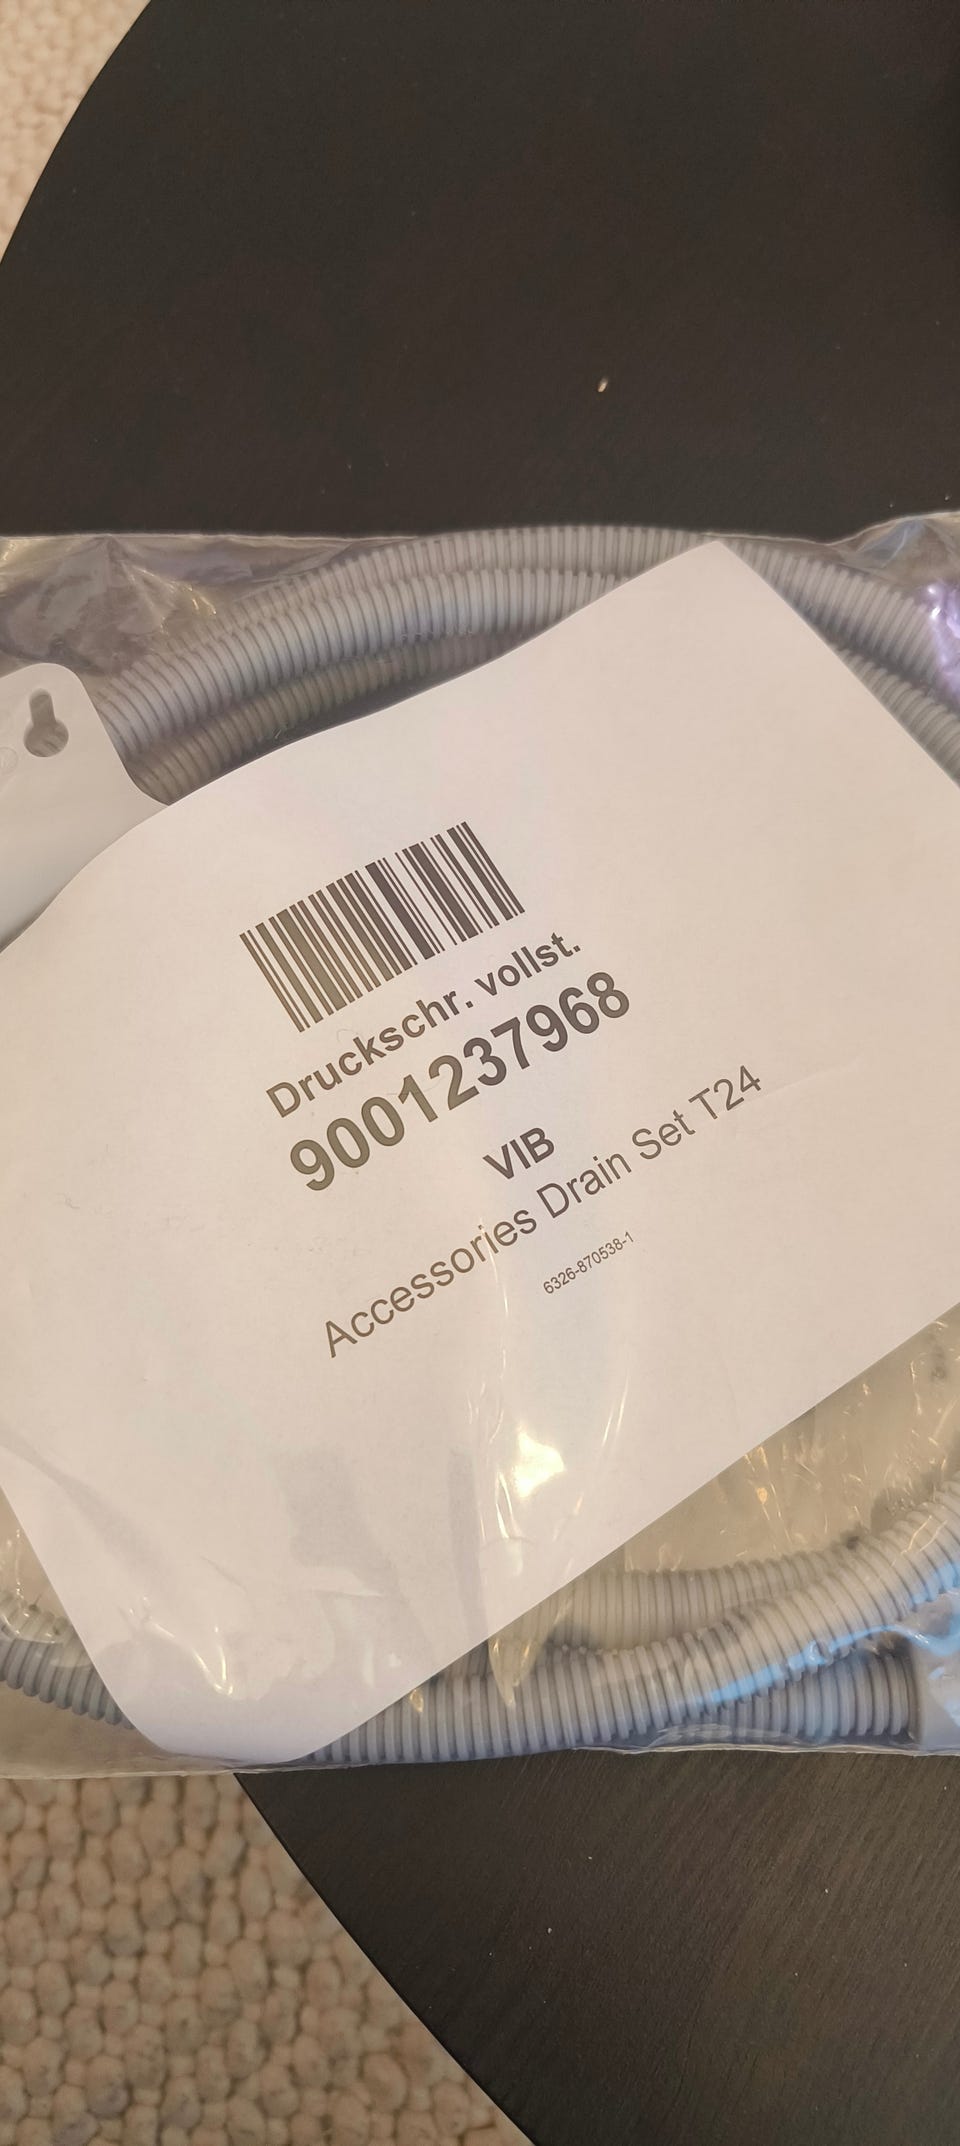 Druckschr. vollst.
9001237968
VIB
Accessories Drain Set T24
6326-870538-1